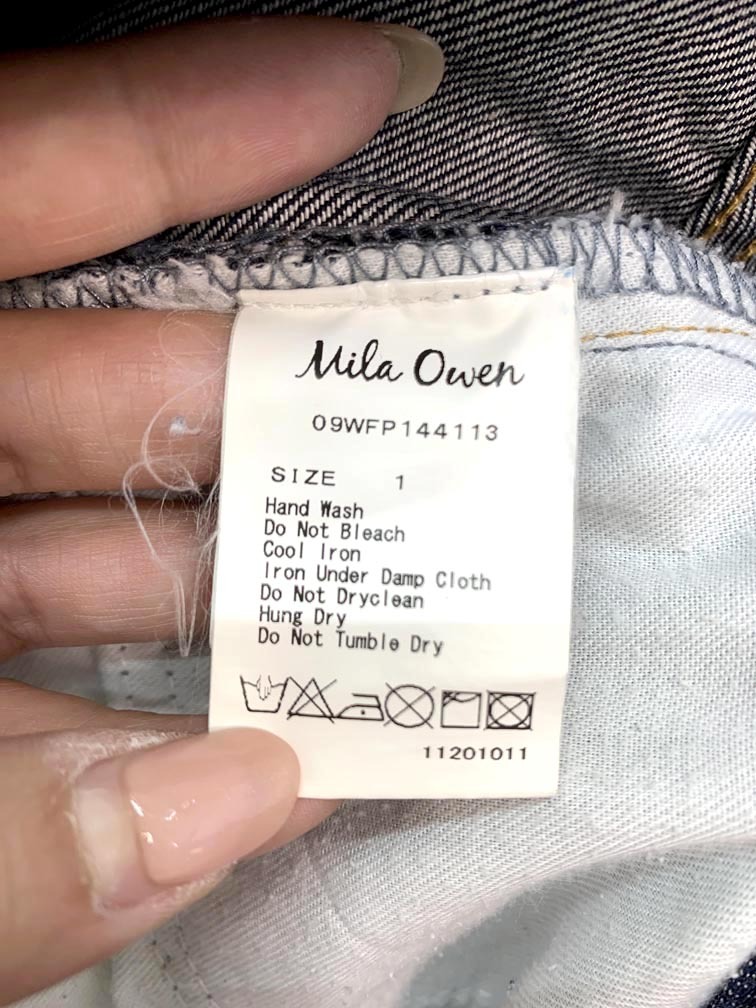 Mila Owen
09WFP144113
SIZE 1
Hand Wash
Do Not Bleach
Cool Iron
Iron Under Damp Cloth
Do Not Dryclean
Hung Dry
Do Not Tumble Dry
11201011